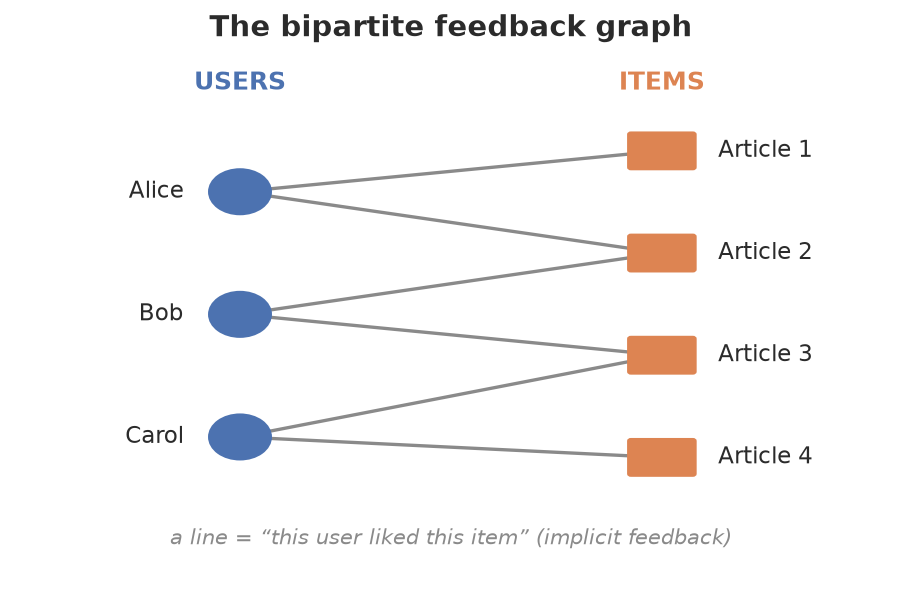 The bipartite feedback graph
USERS
ITEMS
Article 1
Alice
Article 2
Bob
Article 3
Carol
Article 4
a line = “this user liked this item” (implicit feedback)